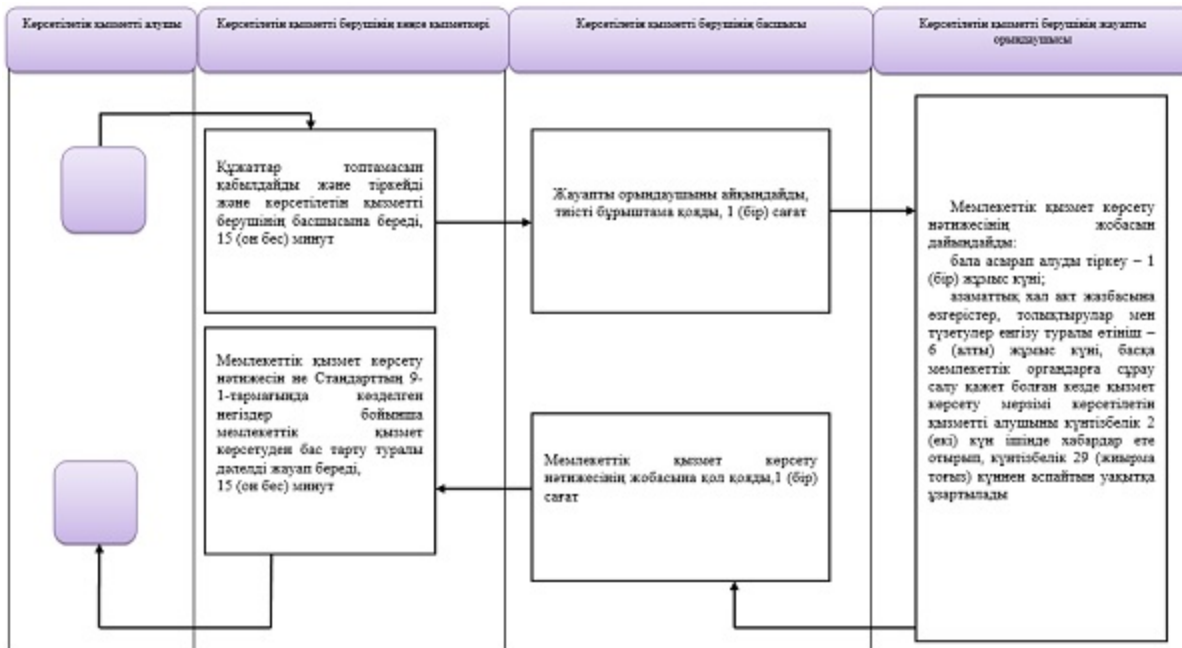 Көрсетілетін қызметті алушы
Көрсетілетін қызметті берушінің кеңсе қызметкері
Көрсетілетін қызметті берушінің басшысы
Көрсетілетін қызметті берушінің жауапты
орындаушысы
Құжаттар топтамасын
қабылдайды және тіркейді
және көрсетілетін қызметті
берушінің басшысына береді,
15 (он бес) минут
Жауапты орындаушыны айқындайды,
тиісті бұрыштама қояды, 1 (бір) сағат
Мемлекеттік қызмет көрсету
нәтижесінің жобасын
дайындайды:
бала асырап алуды тіркеу – 1
(бір) жұмыс күні;
азаматтық хал акт жазбасына
өзгерістер, толықтырулар мен
түзетулер енгізу туралы өтініш –
6 (алты) жұмыс күні, басқа
мемлекеттік органдарға сұрау
салу қажет болған кезде қызмет
көрсету мерзімі көрсетілетін
қызметті алушыны күнтізбелік 2
(екі) күн ішінде хабардар ете
отырып, күнтізбелік 29 (жиырма
тоғыз) күннен аспайтын уақытқа
ұзартылады
Мемлекеттік қызмет көрсету
нәтижесін не Стандарттың 9-
1-тармағында көзделген
негіздер бойынша
мемлекеттік қызмет
көрсетуден бас тарту туралы
дәлелді жауап береді,
15 (он бес) минут
Мемлекеттік қызмет көрсету
нәтижесінің жобасына қол қояды,1 (бір)
сағат